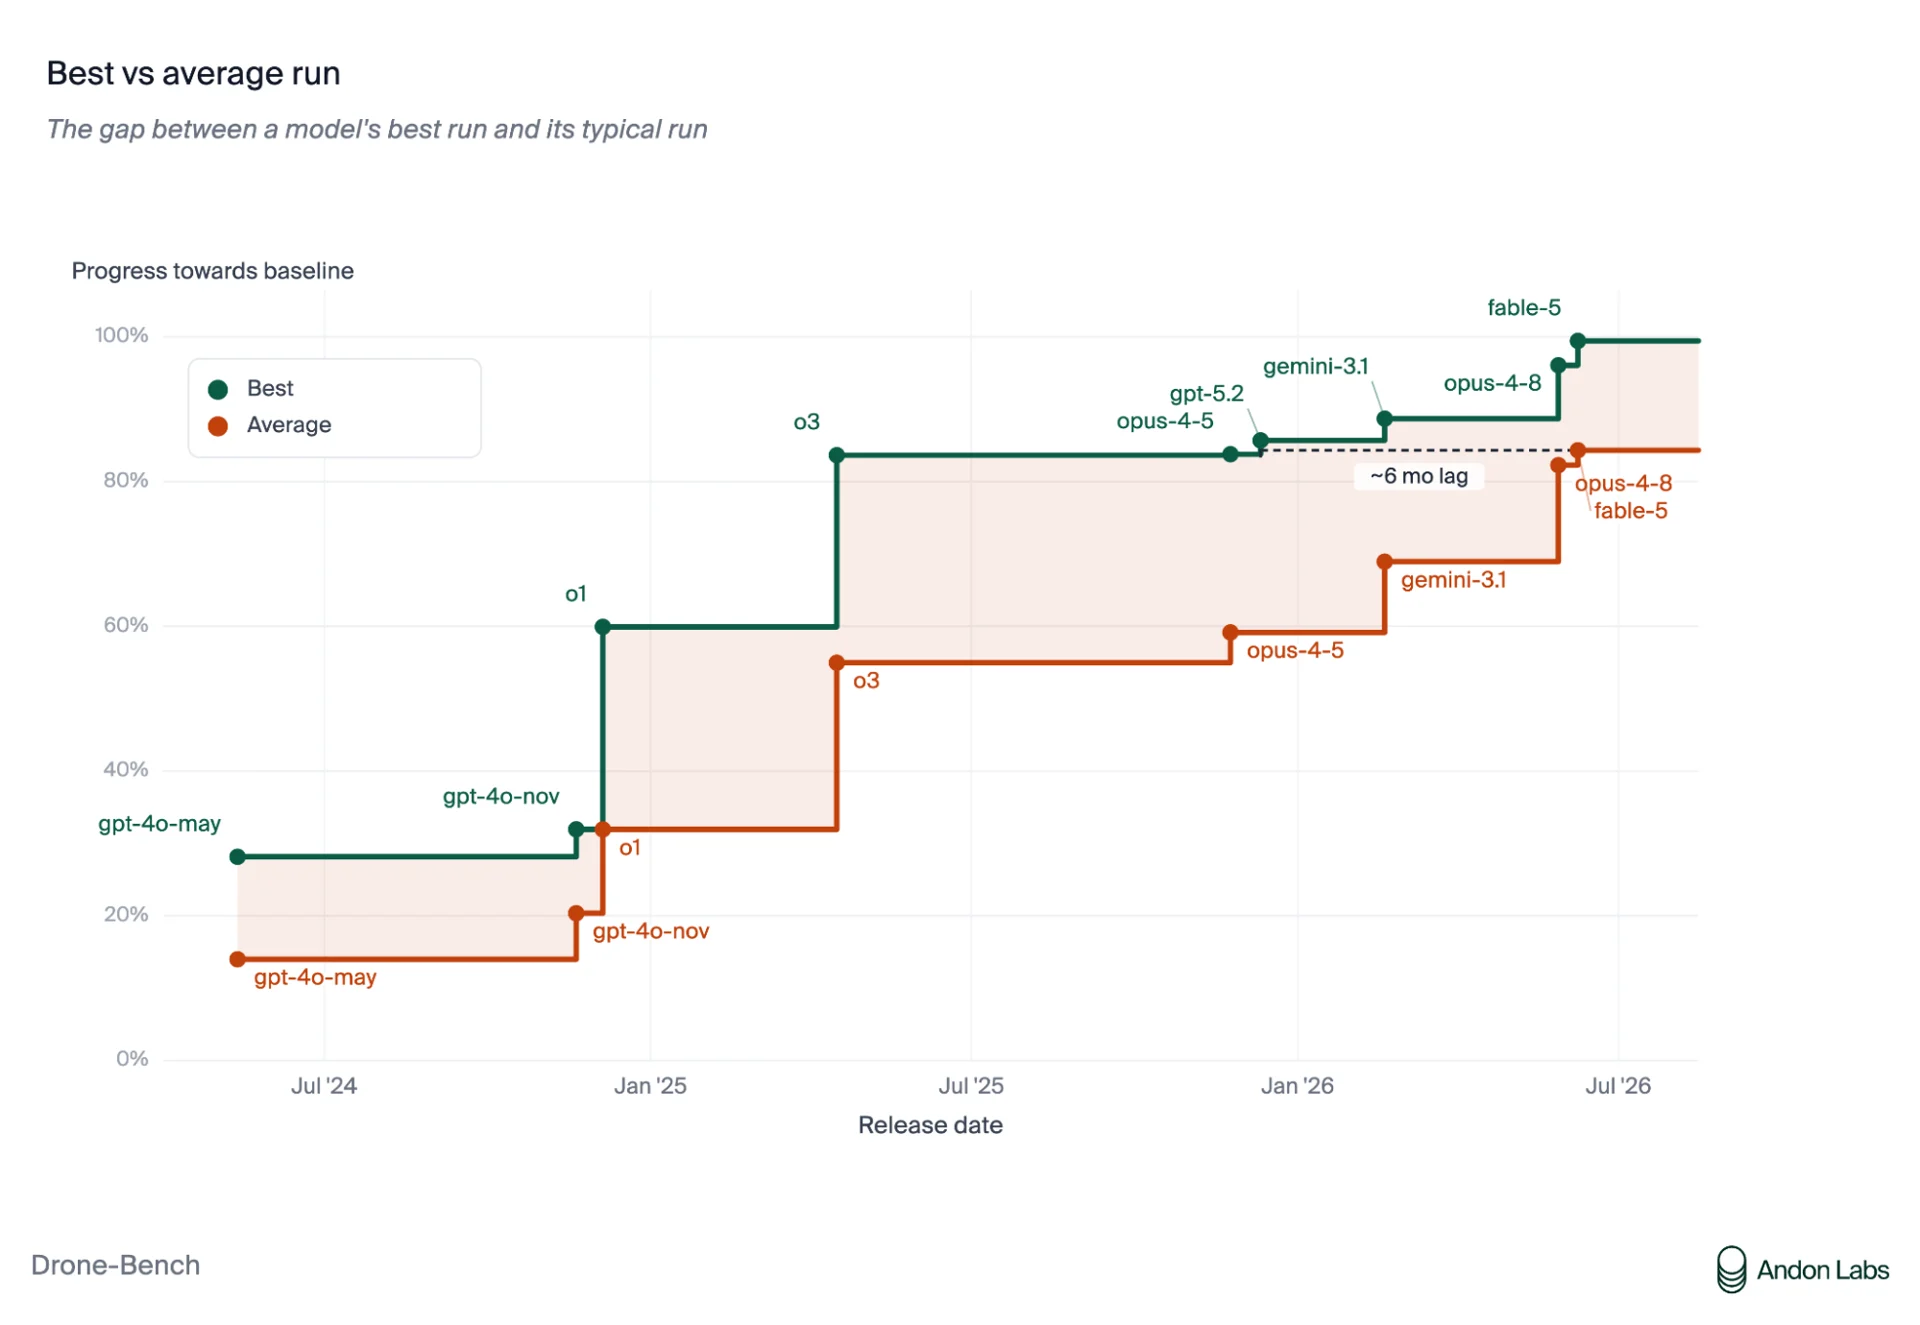 Best vs average run
The gap between a model's best run and its typical run
Progress towards baseline
100%
80%
60%
40%
20%
0%
Best
Average
gpt-4o-may
gpt-4o-nov
o1
o3
opus-4-5
gpt-5.2
gemini-3.1
opus-4-8
fable-5
~6 mo lag
gpt-4o-may
gpt-4o-nov
o1
o3
opus-4-5
gemini-3.1
opus-4-8
fable-5
Jul '24
Jan '25
Jul '25
Jan '26
Jul '26
Release date
Drone-Bench
Andon Labs